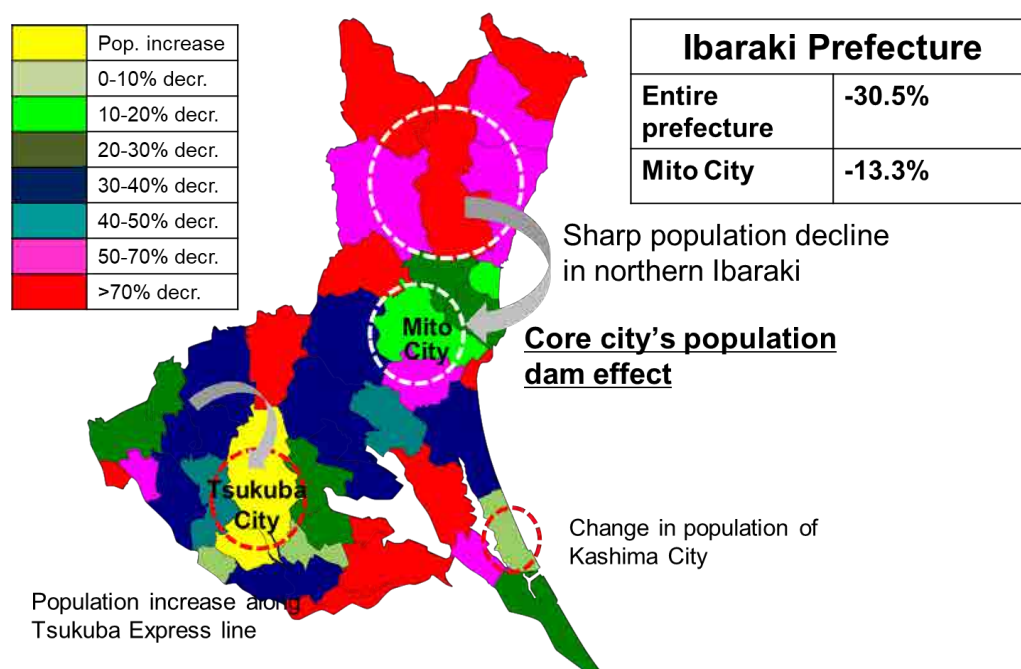 Pop. increase
0-10% decr.
10-20% decr.
20-30% decr.
30-40% decr.
40-50% decr.
50-70% decr.
>70% decr.
Ibaraki Prefecture
Entire
prefecture
-30.5%
Mito City
-13.3%
Sharp population decline
in northern Ibaraki
Mito
City
Core city's population
dam effect
Tsukuba
City
Change in population of
Kashima City
Population increase along
Tsukuba Express line